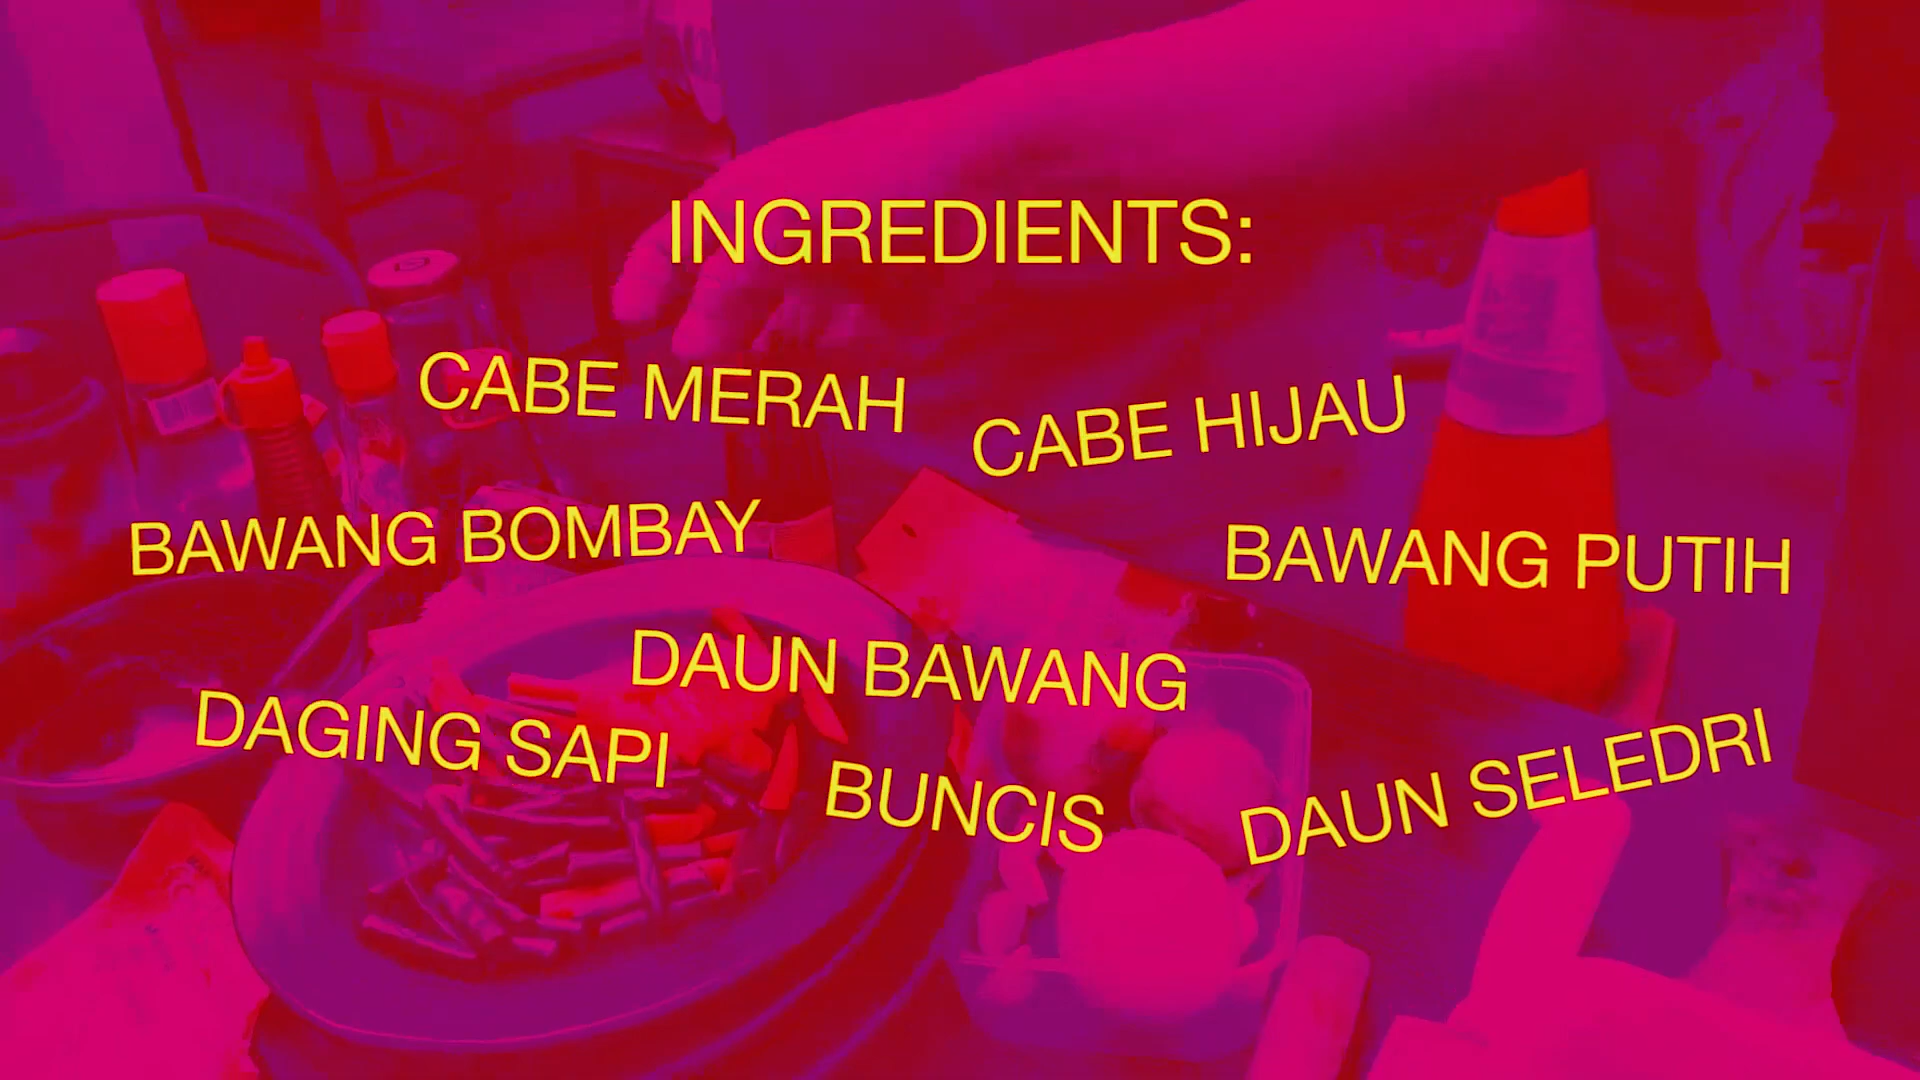 INGREDIENTS:
CABE MERAH
CABE HIJAU
BAWANG BOMBAY
BAWANG PUTIH
DAUN BAWANG
DAGING SAPI
BUNCIS
DAUN SELEDRI